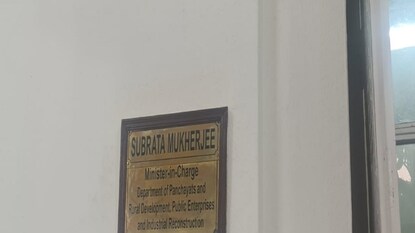 SUBRATA MUKHERJEE
Minister-in-Charge
Department of Panchayats and
Rural Development, Public Enterprises
and Industrial Reconstruction